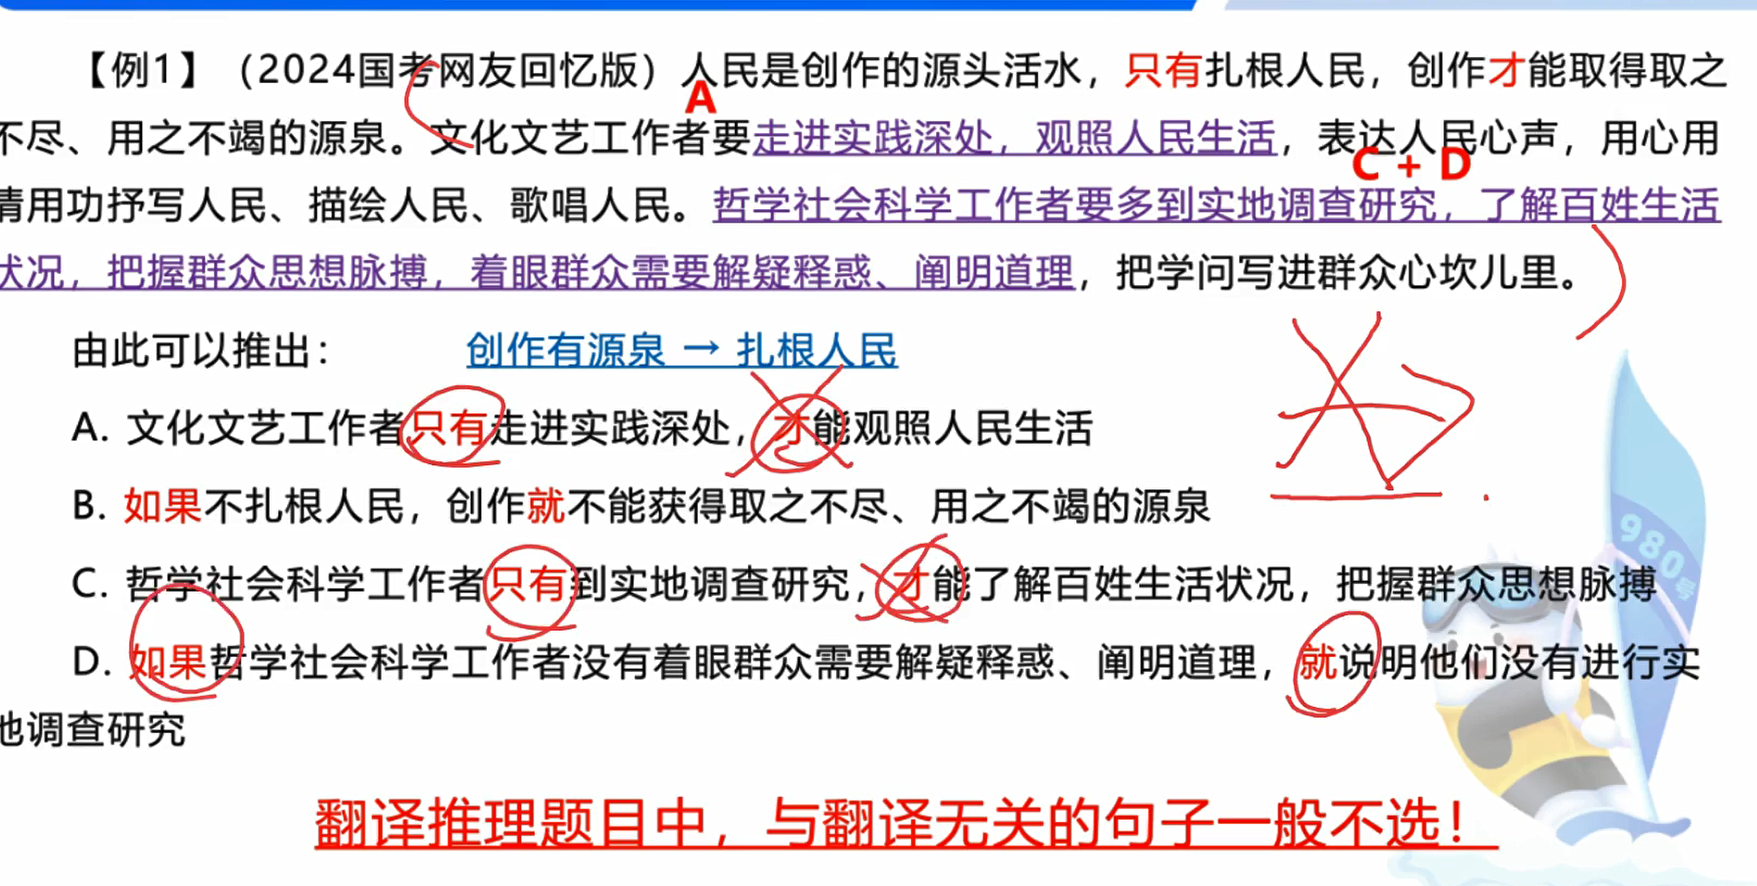 【例1】（2024国考网友回忆版）人民是创作的源头活水，只有扎根人民，创作才能取得取之
A
不尽、用之不竭的源泉。文化文艺工作者要走进实践深处，观照人民生活，表达人民心声，用心用
C + D
情用功抒写人民、描绘人民、歌唱人民。哲学社会科学工作者要多到实地调查研究，了解百姓生活
状况，把握群众思想脉搏，着眼群众需要解疑释惑、阐明道理，把学问写进群众心坎儿里。
由此可以推出： 创作有源泉 → 扎根人民
A. 文化文艺工作者只有走进实践深处，才能观照人民生活
B. 如果不扎根人民，创作就不能获得取之不尽、用之不竭的源泉
C. 哲学社会科学工作者只有到实地调查研究，才能了解百姓生活状况，把握群众思想脉搏
D. 如果哲学社会科学工作者没有着眼群众需要解疑释惑、阐明道理，就说明他们没有进行实
地调查研究
980号
翻译推理题目中，与翻译无关的句子一般不选！